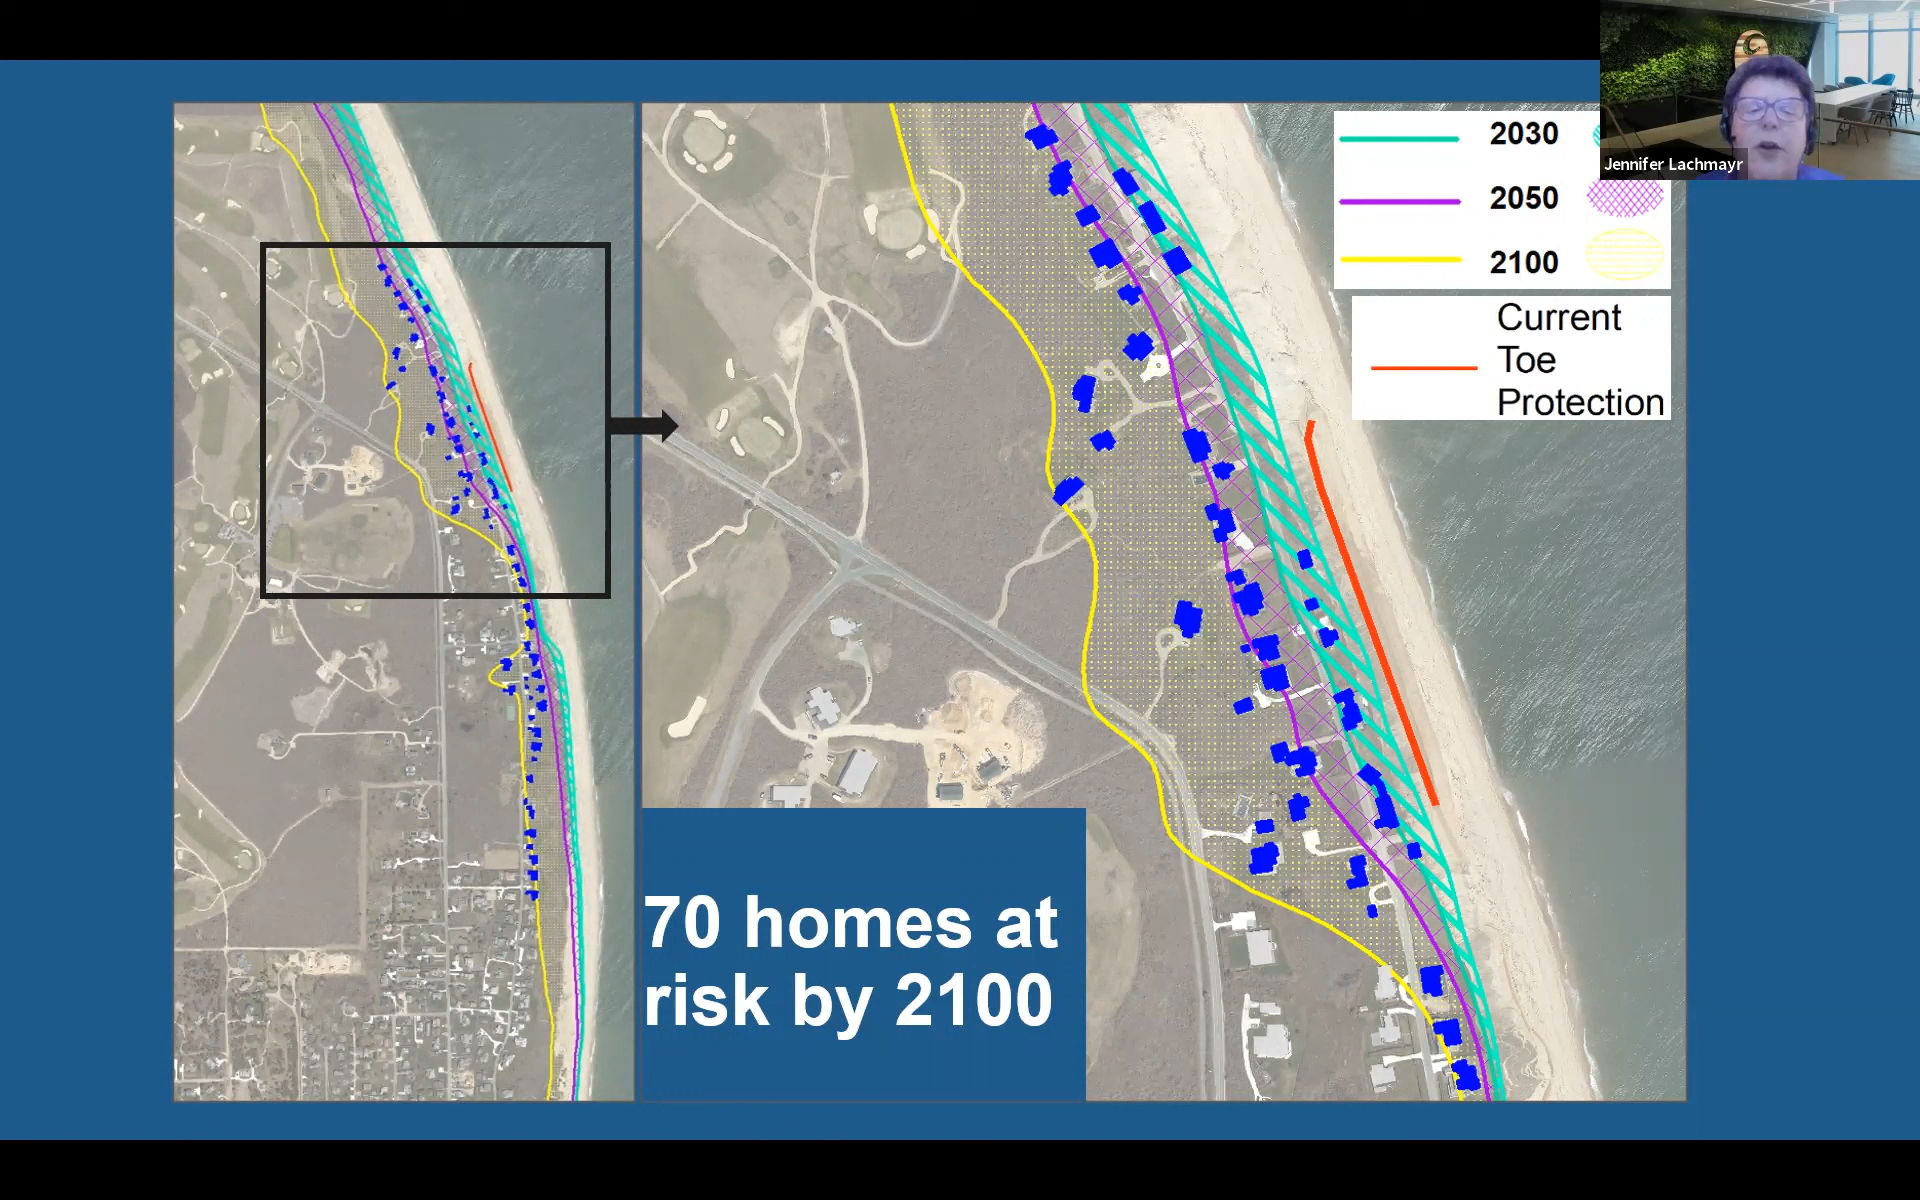 2030
2050
2100
Current
Toe
Protection
Jennifer Lachmayr
70 homes at
risk by 2100